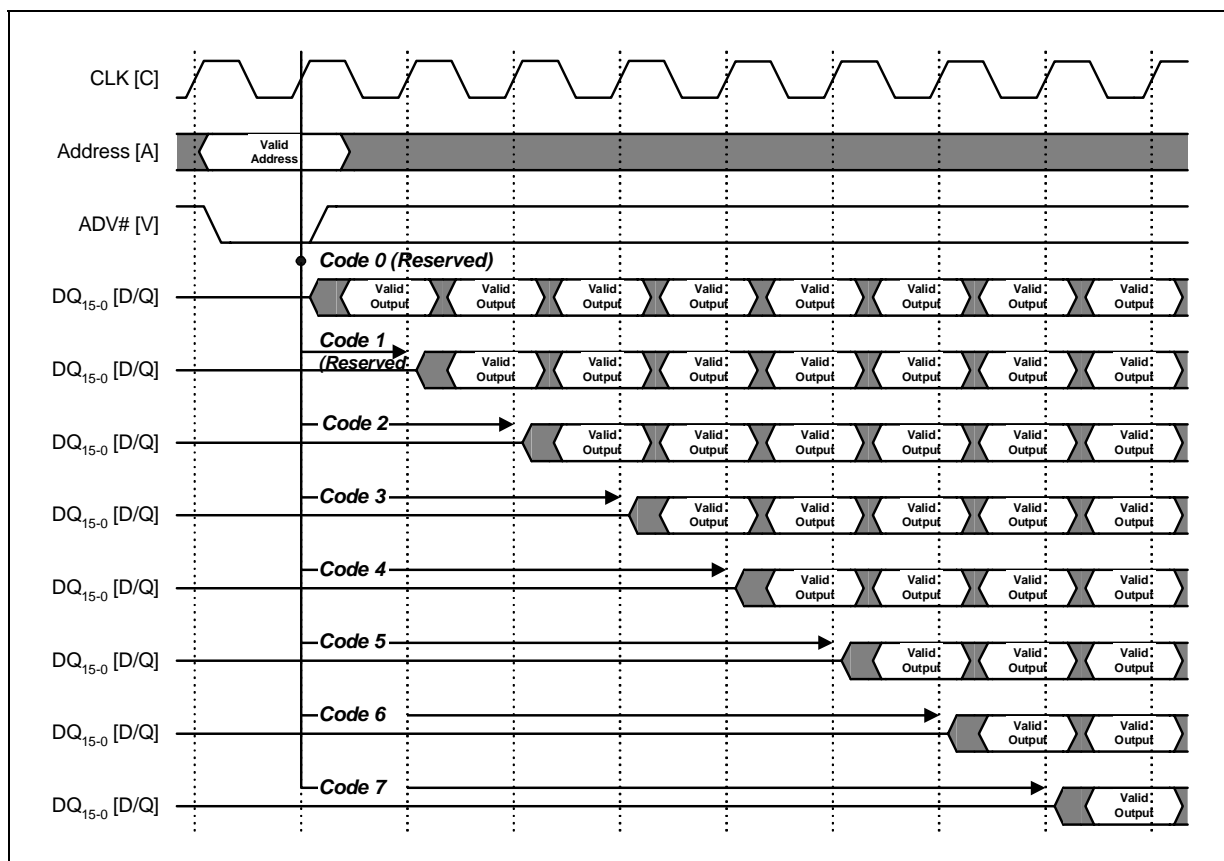 CLK [C]
Address [A]
Valid
Address
ADV# [V]
Code 0 (Reserved)
DQ15-0 [D/Q]
Valid Output Valid Output Valid Output Valid Output Valid Output Valid Output Valid Output Valid Output
Code 1
(Reserved
DQ15-0 [D/Q]
Valid Output Valid Output Valid Output Valid Output Valid Output Valid Output Valid Output
Code 2
DQ15-0 [D/Q]
Valid Output Valid Output Valid Output Valid Output Valid Output Valid Output
Code 3
DQ15-0 [D/Q]
Valid Output Valid Output Valid Output Valid Output Valid Output
Code 4
DQ15-0 [D/Q]
Valid Output Valid Output Valid Output Valid Output
Code 5
DQ15-0 [D/Q]
Valid Output Valid Output Valid Output
Code 6
DQ15-0 [D/Q]
Valid Output Valid Output
Code 7
DQ15-0 [D/Q]
Valid Output